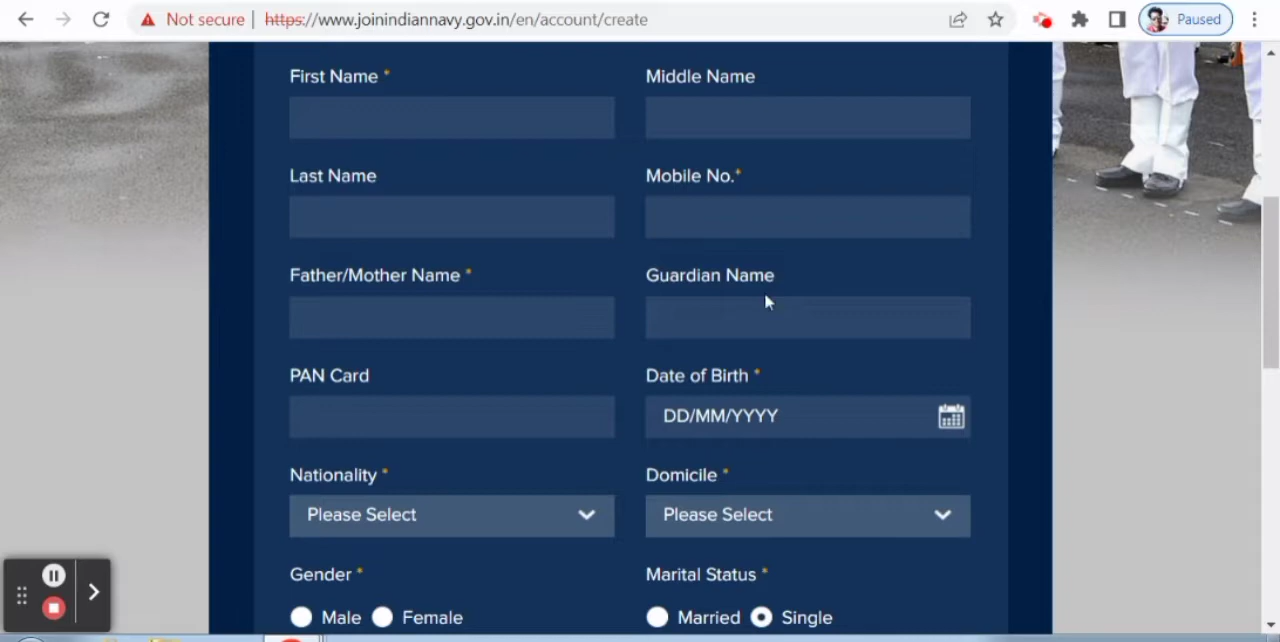 Not secure | https://www.joinindiannavy.gov.in/en/account/create Paused
First Name * Middle Name
Last Name Mobile No.*
Father/Mother Name * Guardian Name
PAN Card Date of Birth *
DD/MM/YYYY
Nationality * Domicile *
Please Select Please Select
Gender * Marital Status *
Male Female Married Single